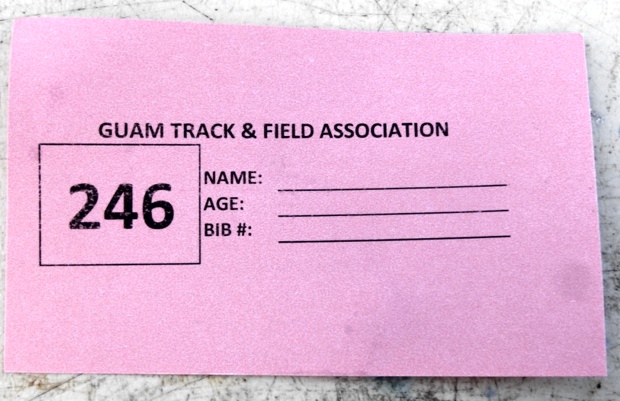 GUAM TRACK & FIELD ASSOCIATION
246
NAME:
AGE:
BIB #: